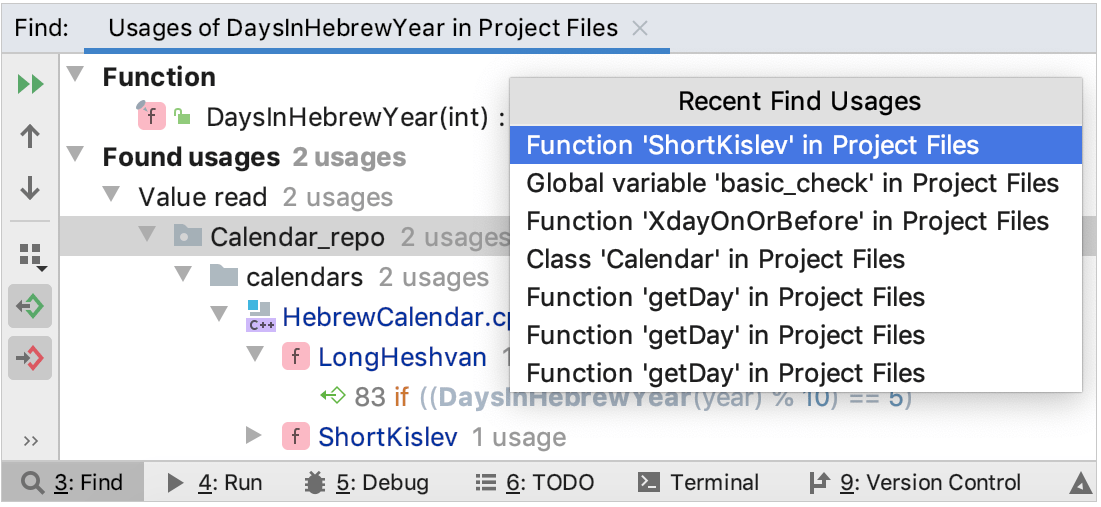 Find: Usages of DaysInHebrewYear in Project Files
Function
f DaysInHebrewYear(int) :
Recent Find Usages
Function 'ShortKislev' in Project Files
Global variable 'basic_check' in Project Files
Function 'XdayOnOrBefore' in Project Files
Class 'Calendar' in Project Files
Function 'getDay' in Project Files
Function 'getDay' in Project Files
Function 'getDay' in Project Files
Found usages 2 usages
Value read 2 usages
Calendar_repo 2 usages
calendars 2 usages
C++ HebrewCalendar.cp
f LongHeshvan 1
83 if ((DaysInHebrewYear(year) % 10) == 5)
f ShortKislev 1 usage
3: Find 4: Run 5: Debug 6: TODO Terminal 9: Version Control